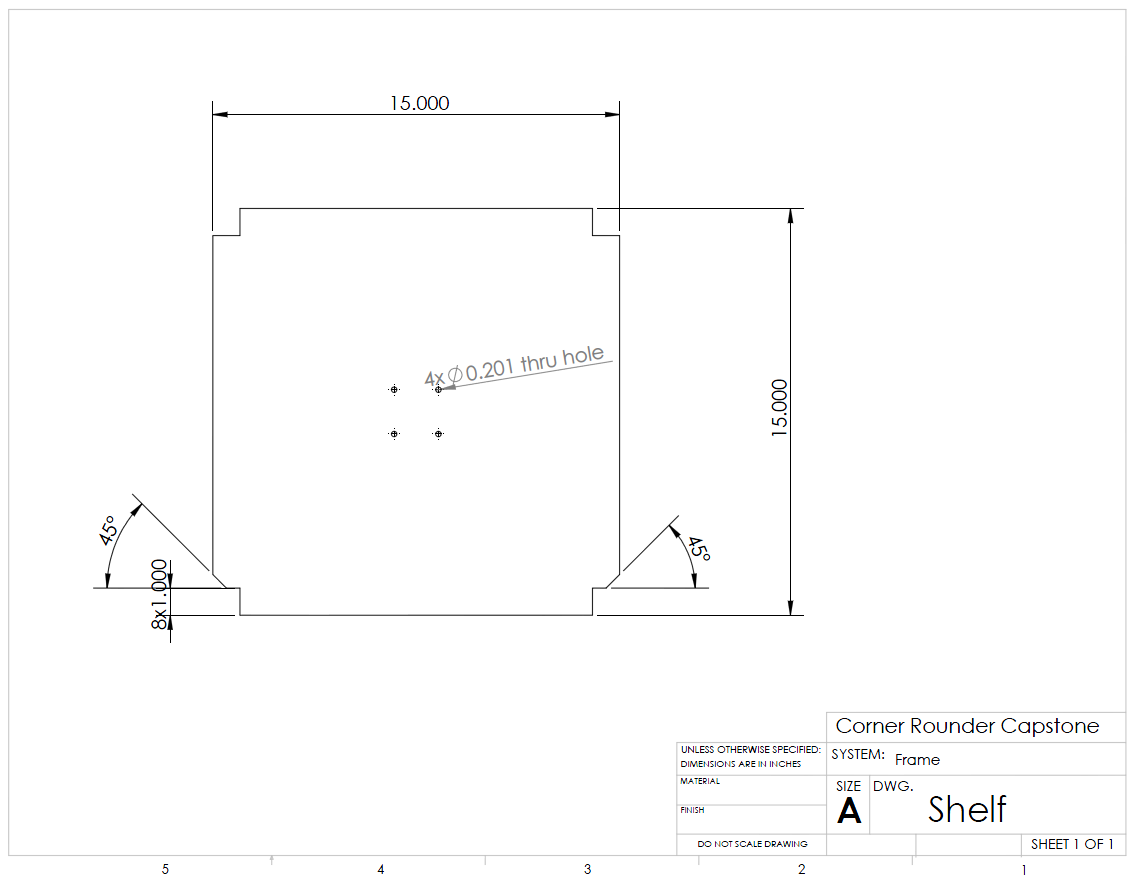 15.000
4x∅0.201 thru hole
15.000
45°
45°
8x1.000
Corner Rounder Capstone
UNLESS OTHERWISE SPECIFIED:
DIMENSIONS ARE IN INCHES
SYSTEM: Frame
MATERIAL
SIZE DWG.
A Shelf
FINISH
DO NOT SCALE DRAWING
SHEET 1 OF 1
5 4 3 2 1